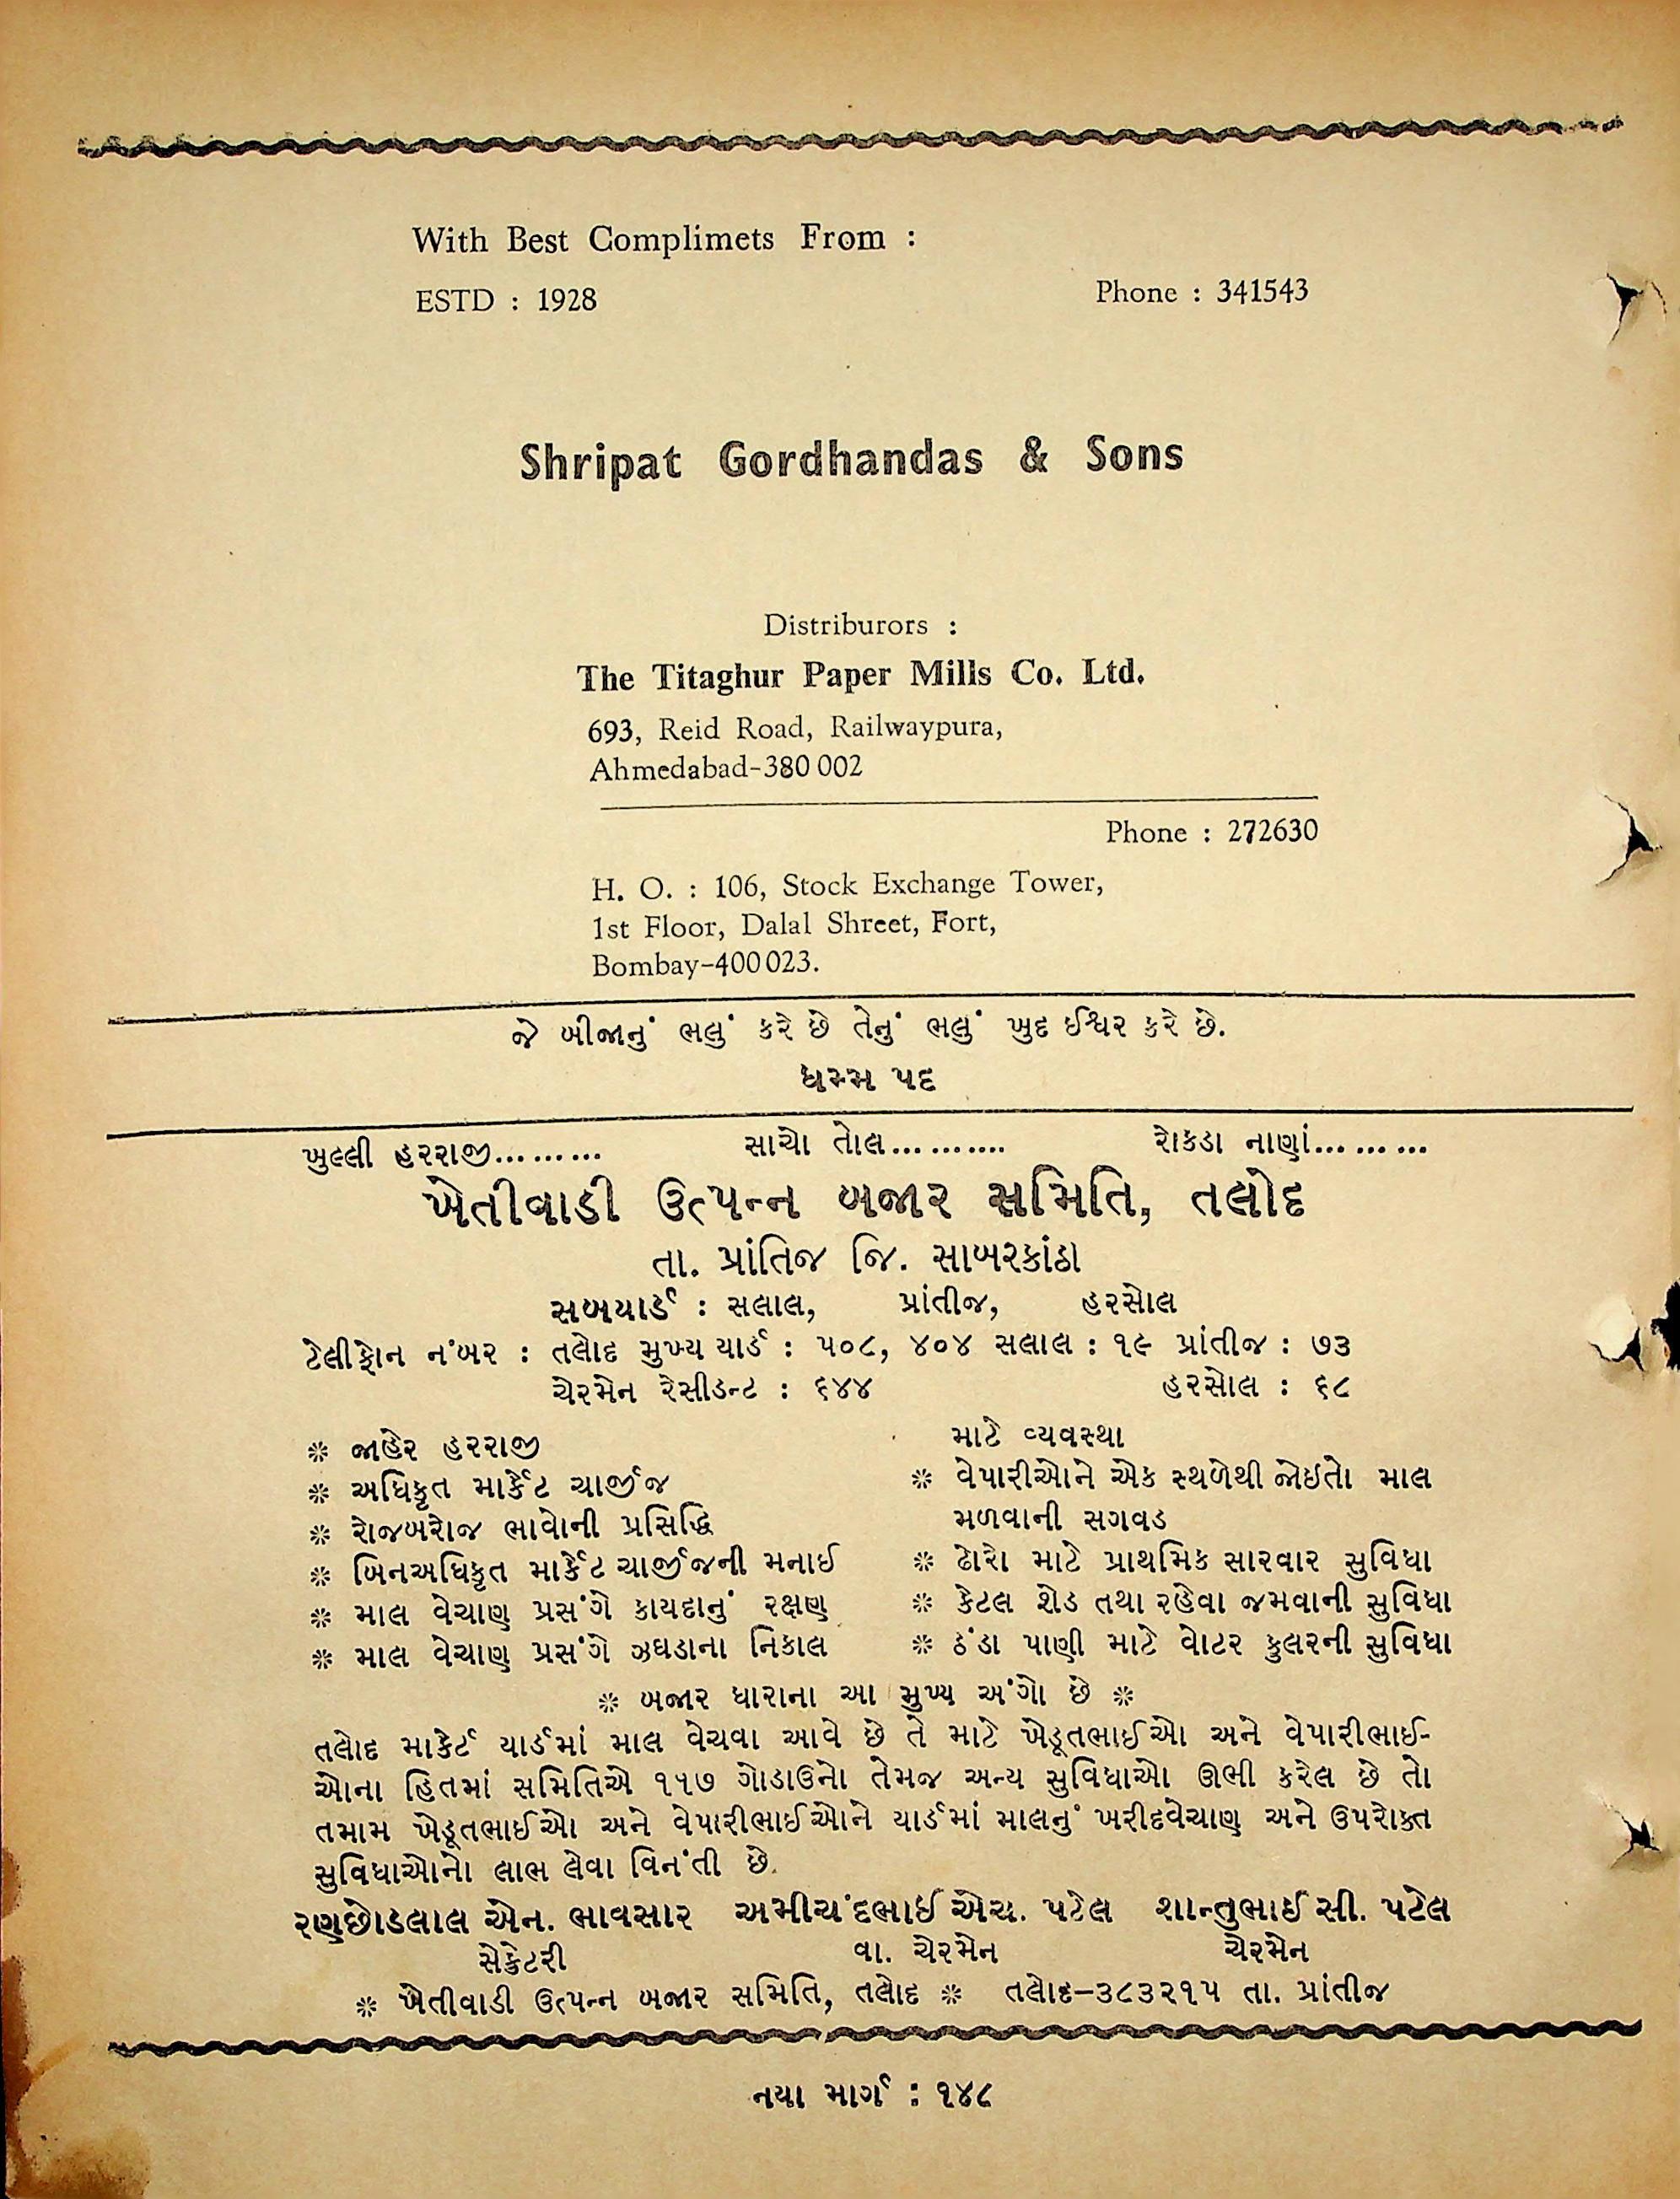 With Best Complimets From :
ESTD : 1928
Phone : 341543
Shripat Gordhandas & Sons
Distriburors :
The Titaghur Paper Mills Co. Ltd.
693, Reid Road, Railwaypura,
Ahmedabad-380 002
Phone : 272630
H. O. : 106, Stock Exchange Tower,
1st Floor, Dalal Shreet, Fort,
Bombay-400 023.
જે બીજાનું ભલું કરે છે તેનું ભલું ખુદ ઈશ્વર કરે છે.
ધમ્મ પદ
ખુલ્લી હરરાજી......... સાચો તોલ.......... રોકડા નાણાં.........
ખેતીવાડી ઉત્પન્ન બજાર સમિતિ, તલોદ
તા. પ્રાંતિજ જિ. સાબરકાંઠા
સબયાર્ડ : સલાલ, પ્રાંતીજ, હરસોલ
ટેલીફોન નંબર : તલોદ મુખ્ય યાર્ડ : ૫૦૮, ૪૦૪ સલાલ : ૧૯ પ્રાંતીજ : ૭૩
ચેરમેન રેસીડન્ટ : ૬૪૪ હરસોલ : ૬૮
* જાહેર હરરાજી
* અધિકૃત માર્કેટ ચાર્જીજ
* રોજબરોજ ભાવોની પ્રસિદ્ધિ
* બિનઅધિકૃત માર્કેટ ચાર્જીજની મનાઈ
* માલ વેચાણ પ્રસંગે કાયદાનું રક્ષણ
* માલ વેચાણ પ્રસંગે ઝઘડાના નિકાલ
માટે વ્યવસ્થા
* વેપારીઓને એક સ્થળેથી જોઇતો માલ
મળવાની સગવડ
* ઢોરો માટે પ્રાથમિક સારવાર સુવિધા
* કેટલ શેડ તથા રહેવા જમવાની સુવિધા
* ઠંડા પાણી માટે વોટર કુલરની સુવિધા
* બજાર ધારાના આ મુખ્ય અંગો છે *
તલોદ માર્કેટ યાર્ડમાં માલ વેચવા આવે છે તે માટે ખેડૂતભાઈઓ અને વેપારીભાઈ-
ઓના હિતમાં સમિતિએ ૧૧૭ ગોડાઉનો તેમજ અન્ય સુવિધાઓ ઊભી કરેલ છે તો
તમામ ખેડૂતભાઈઓ અને વેપારીભાઈઓને યાર્ડમાં માલનું ખરીદવેચાણ અને ઉપરોક્ત
સુવિધાઓનો લાભ લેવા વિનંતી છે.
રણછોડલાલ એન. ભાવસાર અમીચંદભાઈ એચ. પટેલ શાન્તુભાઈ સી. પટેલ
સેક્રેટરી વા. ચેરમેન ચેરમેન
* ખેતીવાડી ઉત્પન્ન બજાર સમિતિ, તલોદ * તલોદ–૩૮૩૨૧૫ તા. પ્રાંતીજ
નયા માર્ગ : ૧૪૮